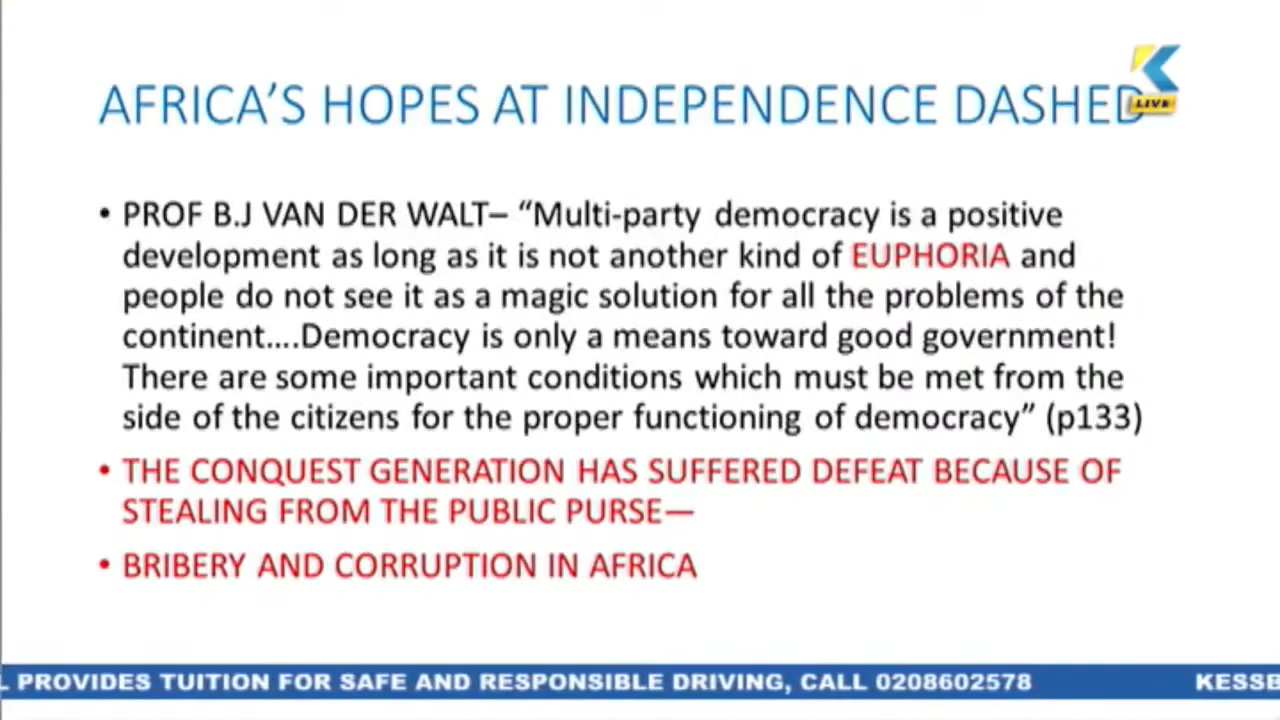 AFRICA'S HOPES AT INDEPENDENCE DASHED
LIVE
• PROF B.J VAN DER WALT– “Multi-party democracy is a positive
development as long as it is not another kind of EUPHORIA and
people do not see it as a magic solution for all the problems of the
continent….Democracy is only a means toward good government!
There are some important conditions which must be met from the
side of the citizens for the proper functioning of democracy” (p133)
• THE CONQUEST GENERATION HAS SUFFERED DEFEAT BECAUSE OF
STEALING FROM THE PUBLIC PURSE—
• BRIBERY AND CORRUPTION IN AFRICA
L PROVIDES TUITION FOR SAFE AND RESPONSIBLE DRIVING, CALL 0208602578 KESSB